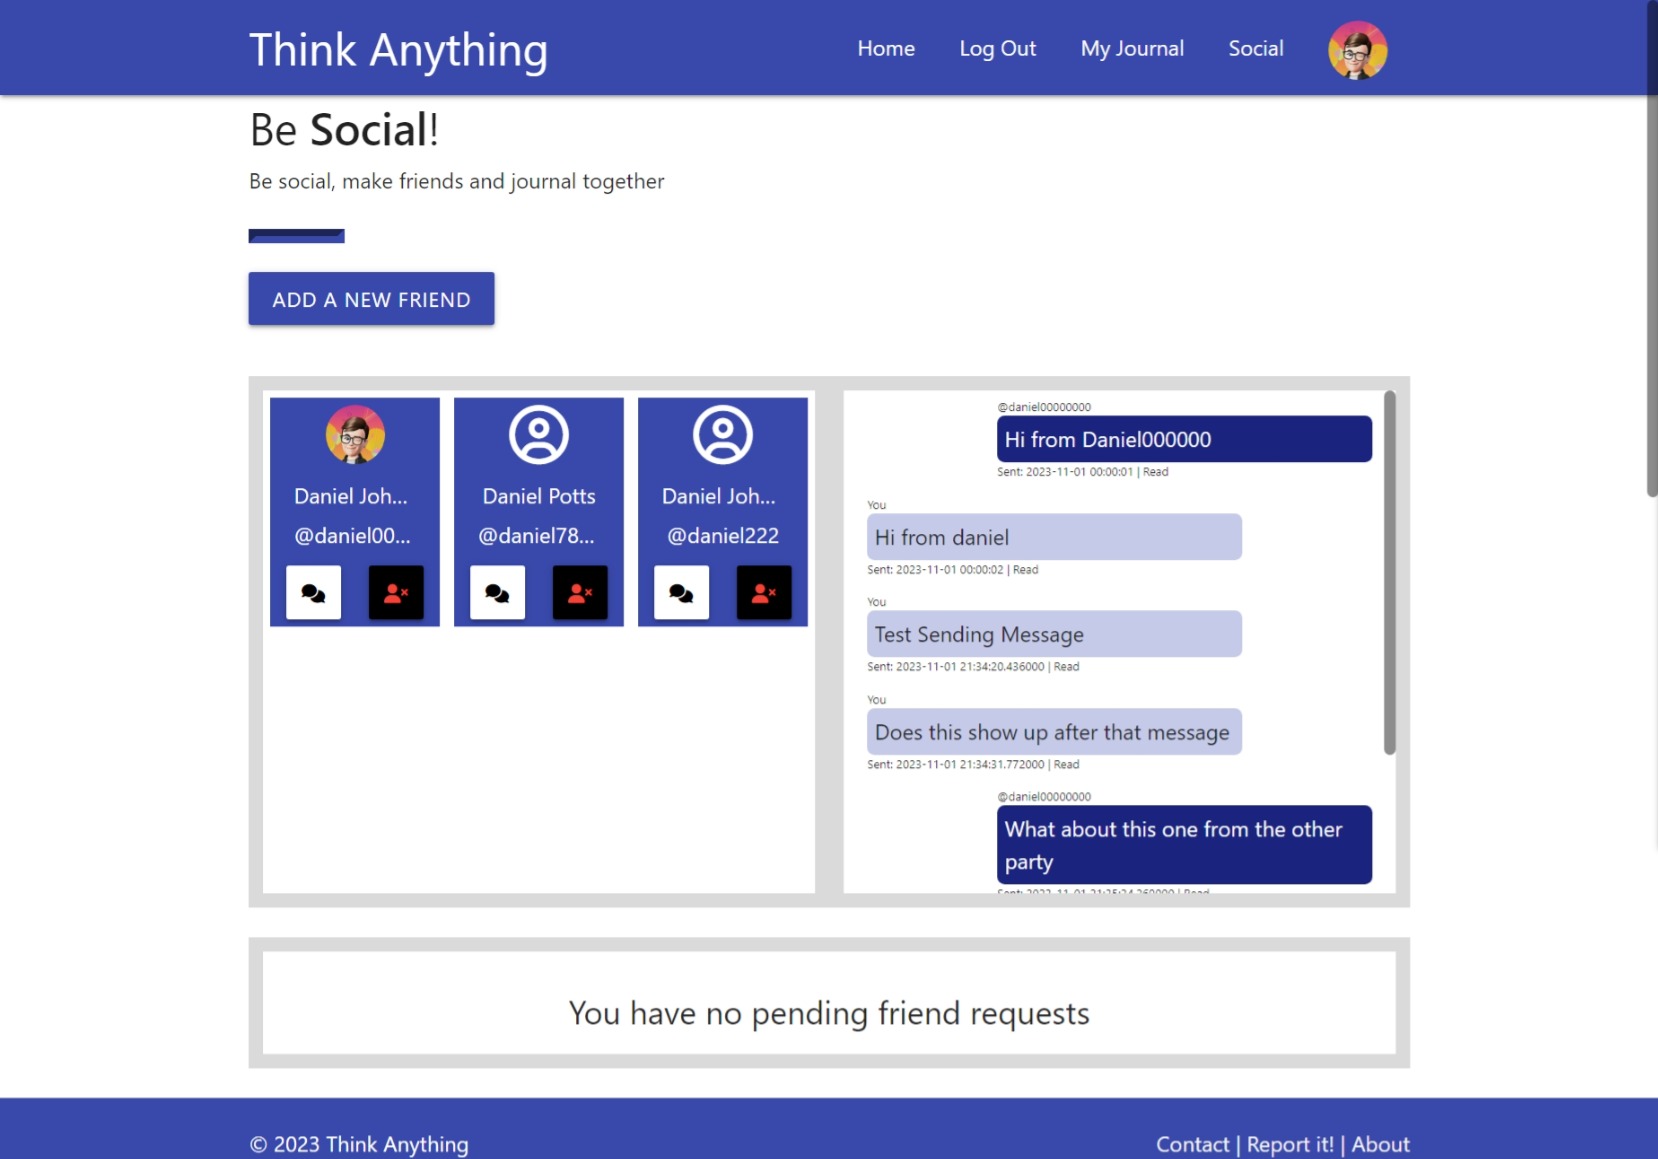 Think Anything
Home
Log Out
My Journal
Social
Be Social!
Be social, make friends and journal together
ADD A NEW FRIEND
Daniel Joh...
@daniel00...
Daniel Potts
@daniel78...
Daniel Joh...
@daniel222
@daniel00000000
Hi from Daniel000000
Sent: 2023-11-01 00:00:01 | Read
You
Hi from daniel
Sent: 2023-11-01 00:00:02 | Read
You
Test Sending Message
Sent: 2023-11-01 21:34:20.436000 | Read
You
Does this show up after that message
Sent: 2023-11-01 21:34:31.772000 | Read
@daniel00000000
What about this one from the other
party
Sent: 2023-11-01 | Read
You have no pending friend requests
© 2023 Think Anything
Contact | Report it! | About